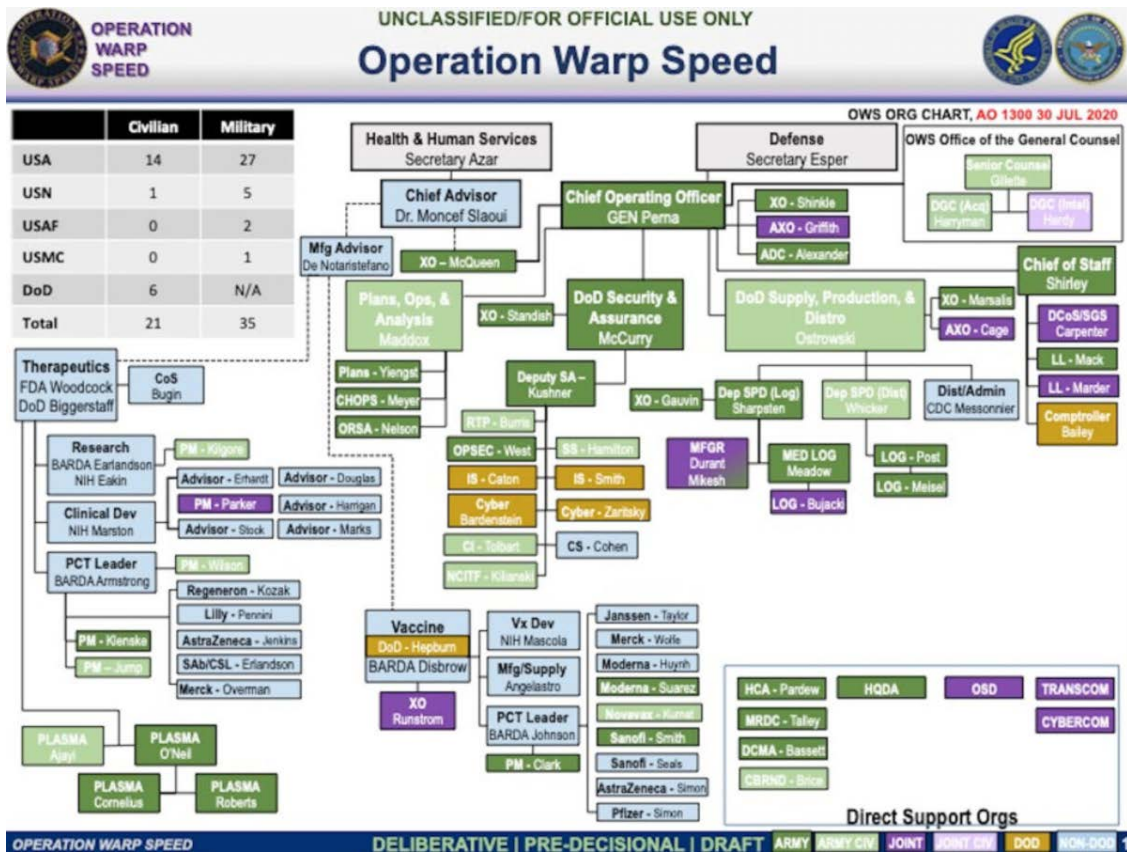 OPERATION
WARP
SPEED
UNCLASSIFIED/FOR OFFICIAL USE ONLY
Operation Warp Speed
OWS ORG CHART, AO 1300 30 JUL 2020
Civilian Military
USA 14 27
USN 1 5
USAF 0 2
USMC 0 1
DoD 6 N/A
Total 21 35
Health & Human Services
Secretary Azar
Defense
Secretary Esper
OWS Office of the General Counsel
Senior Counsel
Gillette
DGC (Acq)
Harryman
DGC (Intel)
Hardy
Chief Advisor
Dr. Moncef Slaoui
Chief Operating Officer
GEN Perna
XO - Shinkle
AXO - Griffith
ADC - Alexander
Mfg Advisor
De Notaristefano
XO – McQueen
Chief of Staff
Shirley
DCoS/SGS
Carpenter
LL - Mack
LL - Marder
Comptroller
Bailey
Plans, Ops, &
Analysis
Maddox
XO - Standish
DoD Security &
Assurance
McCurry
DoD Supply, Production, &
Distro
Ostrowski
XO - Marsalis
AXO - Cage
Plans - Yiengst
CHOPS - Meyer
ORSA - Nelson
Deputy SA –
Kushner
RTP - Burris
OPSEC - West
SS - Hamilton
IS - Caton
IS - Smith
Cyber
Bardenstein
Cyber - Zaritsky
CI - Tolbart
CS - Cohen
NCITF - Kilianski
XO - Gauvin
Dep SPD (Log)
Sharpsten
Dep SPD (Dist)
Whicker
Dist/Admin
CDC Messonnier
MFGR
Durant
Mikesh
MED LOG
Meadow
LOG - Bujacki
LOG - Post
LOG - Meisel
Therapeutics
FDA Woodcock
DoD Biggerstaff
CoS
Bugin
Research
BARDA Earlandson
NIH Eakin
PM - Kilgore
Clinical Dev
NIH Marston
Advisor - Erhardt
Advisor - Douglas
PM - Parker
Advisor - Harrigan
Advisor - Stock
Advisor - Marks
PCT Leader
BARDA Armstrong
PM - Wilson
Regeneron - Kozak
Lilly - Pennini
AstraZeneca - Jenkins
SAb/CSL - Erlandson
Merck - Overman
PM - Klenske
PM – Jump
PLASMA
Ajayi
PLASMA
O'Neil
PLASMA
Cornelius
PLASMA
Roberts
Vaccine
DoD - Hepburn
BARDA Disbrow
XO
Runstrom
Vx Dev
NIH Mascola
Mfg/Supply
Angelastro
PCT Leader
BARDA Johnson
PM - Clark
Janssen - Taylor
Merck - Wolfe
Moderna - Huynh
Moderna - Suarez
Novavax - Kumat
Sanofi - Smith
Sanofi - Seals
AstraZeneca - Simon
Pfizer - Simon
HCA - Pardew
HQDA
OSD
TRANSCOM
MRDC - Talley
CYBERCOM
DCMA - Bassett
CBRND - Brice
Direct Support Orgs
OPERATION WARP SPEED
DELIBERATIVE | PRE-DECISIONAL | DRAFT
ARMY ARMY CIV JOINT JOINT CIV DOD NON-DOD 1